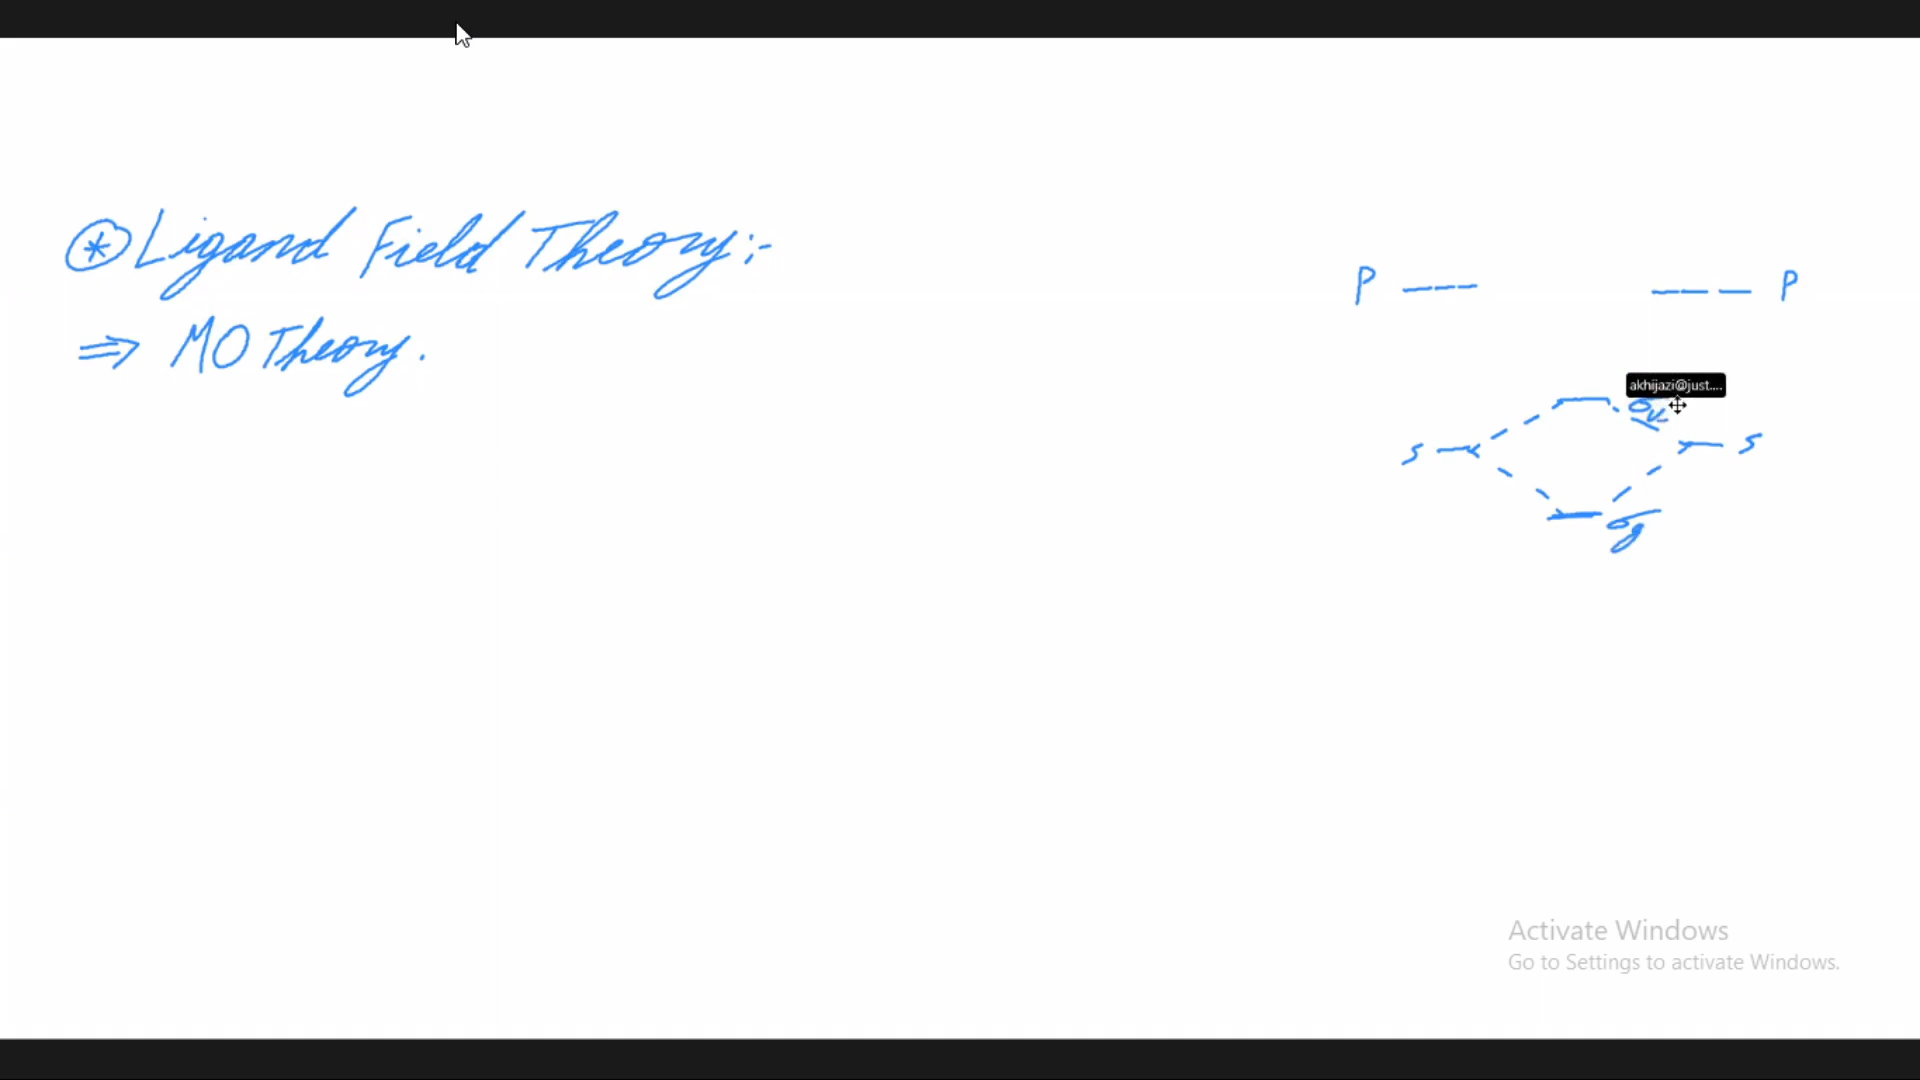 ⊛ Ligand Field Theory:-
⇒ MO Theory.
P --- --- P
akhijazi@just....
σu
S S
σg
Activate Windows
Go to Settings to activate Windows.